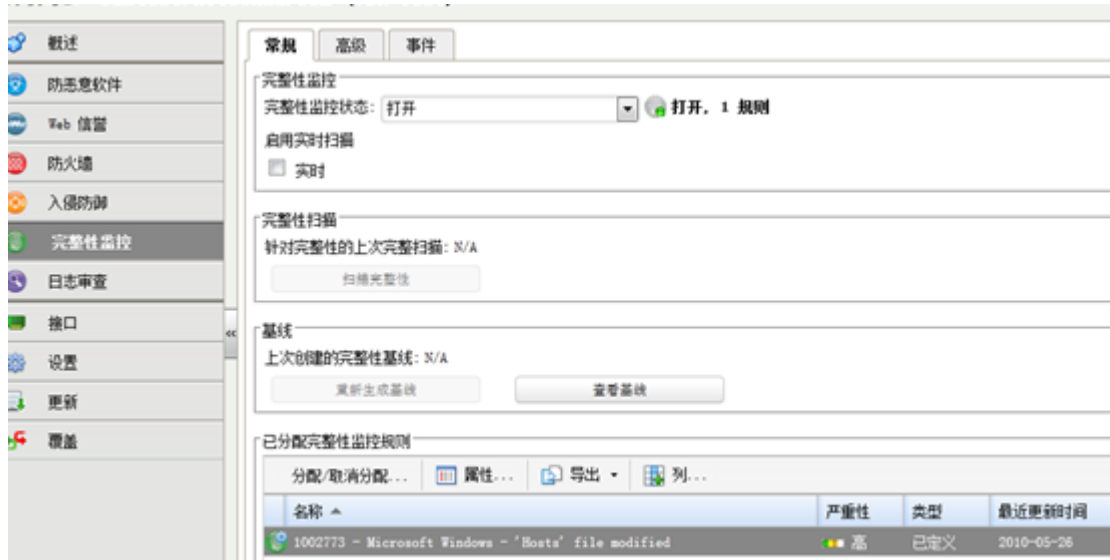 概述
防恶意软件
Web 信誉
防火墙
入侵防御
完整性监控
日志审查
接口
设置
更新
覆盖
常规 高级 事件
完整性监控
完整性监控状态: 打开 打开, 1 规则
启用实时扫描
实时
完整性扫描
针对完整性的上次完整扫描: N/A
扫描完整性
基线
上次创建的完整性基线: N/A
重新生成基线 查看基线
已分配完整性监控规则
分配/取消分配... 属性... 导出 列...
名称 严重性 类型 最近更新时间
1002773 - Microsoft Windows - 'Hosts' file modified 高 已定义 2010-05-26